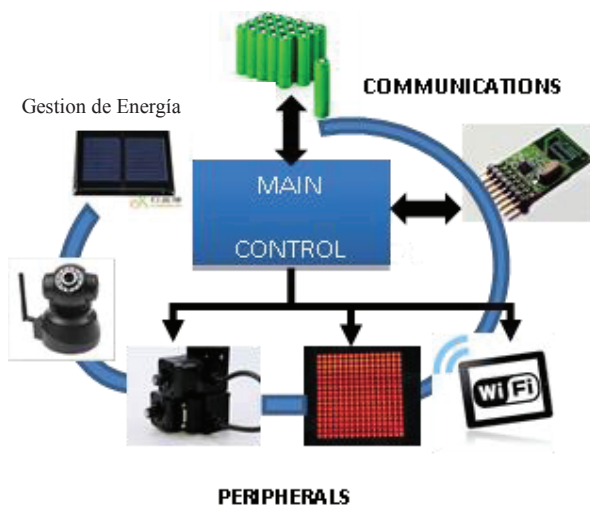 COMMUNICATIONS
Gestion de Energía
MAIN
CONTROL
WiFi
PERIPHERALS